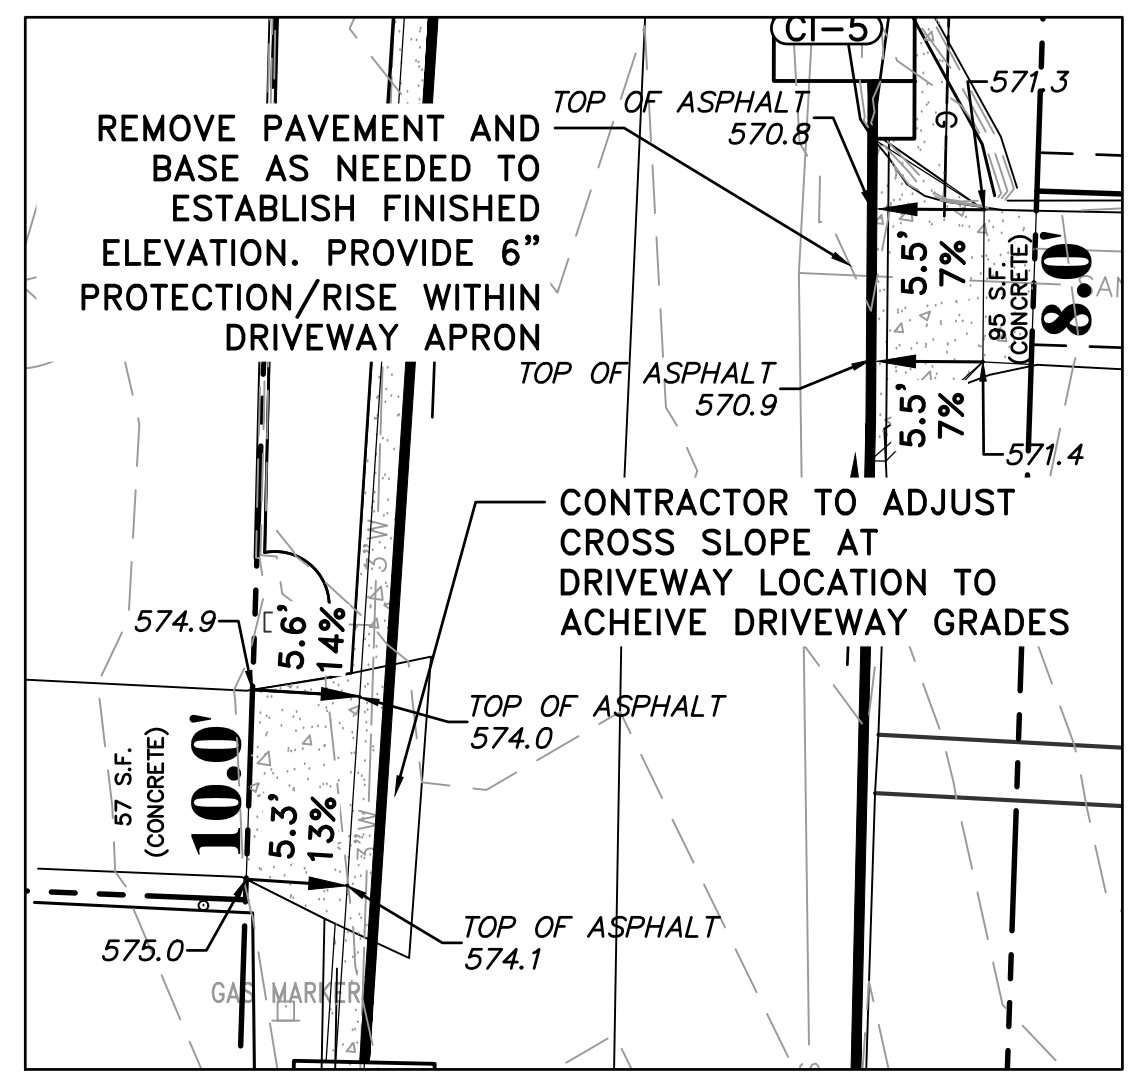 CI-5
571.3
TOP OF ASPHALT
570.8
REMOVE PAVEMENT AND
BASE AS NEEDED TO
ESTABLISH FINISHED
ELEVATION. PROVIDE 6”
PROTECTION/RISE WITHIN
DRIVEWAY APRON
G
5.5'
7%
95 S.F.
(CONCRETE)
8.0'
SAN
TOP OF ASPHALT
570.9
5.5'
7%
571.4
CONTRACTOR TO ADJUST
CROSS SLOPE AT
DRIVEWAY LOCATION TO
ACHEIVE DRIVEWAY GRADES
3"W
574.9
5.6'
14%
TOP OF ASPHALT
574.0
57 S.F.
(CONCRETE)
10.0'
5.3'
13%
3"W
575.0
TOP OF ASPHALT
574.1
GAS MARKER